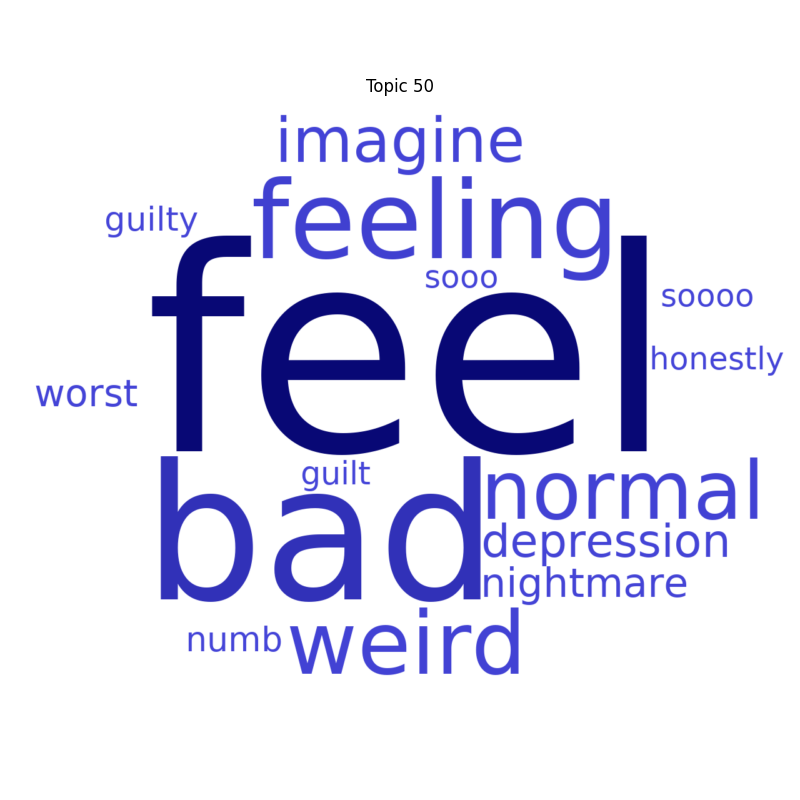 Topic 50
imagine
feeling
guilty
sooo
soooo
feel
honestly
worst
guilt
normal
bad
depression
nightmare
numb
weird